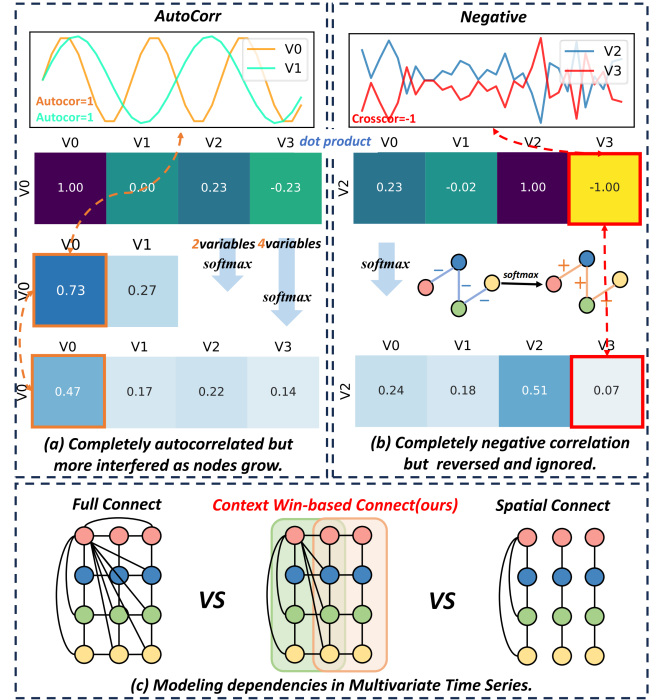 AutoCorr
V0
V1
Autocor=1
Autocor=1
V0 V1 V2 V3
V0
1.00 0.00 0.23 -0.23
V0 V1
V0
0.73 0.27
2variables 4variables
softmax
softmax
V0 V1 V2 V3
V0
0.47 0.17 0.22 0.14
(a) Completely autocorrelated but
more interfered as nodes grow.
dot product
Negative
V2
V3
Crosscor=-1
V0 V1 V2 V3
V2
0.23 -0.02 1.00 -1.00
softmax
softmax
V0 V1 V2 V3
V2
0.24 0.18 0.51 0.07
(b) Completely negative correlation
but reversed and ignored.
Full Connect Context Win-based Connect(ours) Spatial Connect
VS VS
(c) Modeling dependencies in Multivariate Time Series.